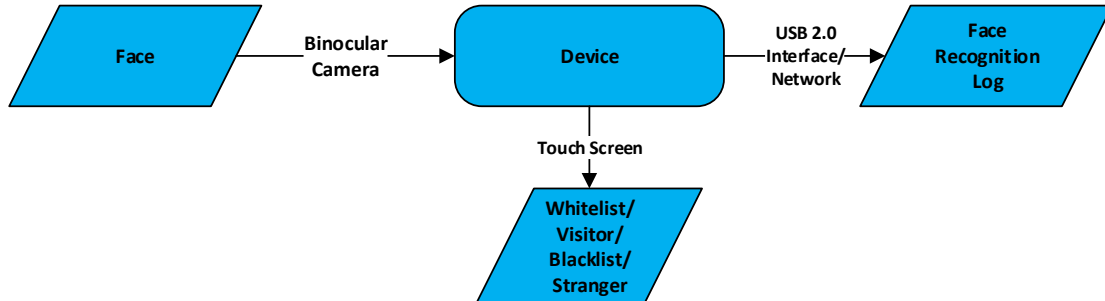 Face
Binocular
Camera
Device
USB 2.0
Interface/
Network
Face
Recognition
Log
Touch Screen
Whitelist/
Visitor/
Blacklist/
Stranger